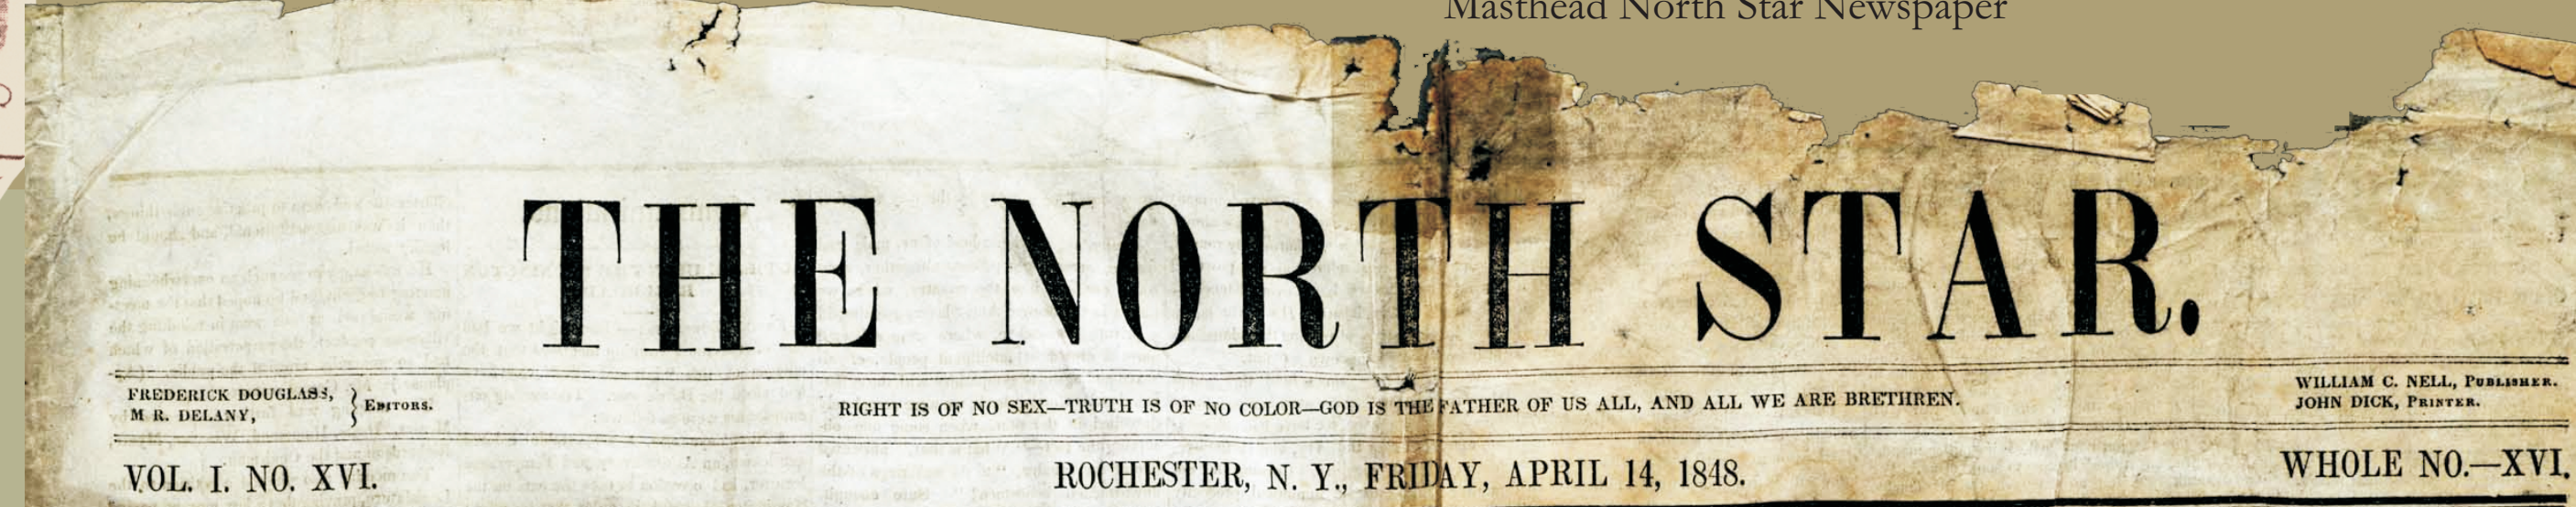 Masthead North Star Newspaper
THE NORTH STAR.
FREDERICK DOUGLASS,
M R. DELANY,
EDITORS.
RIGHT IS OF NO SEX—TRUTH IS OF NO COLOR—GOD IS THE FATHER OF US ALL, AND ALL WE ARE BRETHREN.
WILLIAM C. NELL, PUBLISHER.
JOHN DICK, PRINTER.
VOL. I. NO. XVI.
ROCHESTER, N. Y., FRIDAY, APRIL 14, 1848.
WHOLE NO.—XVI.